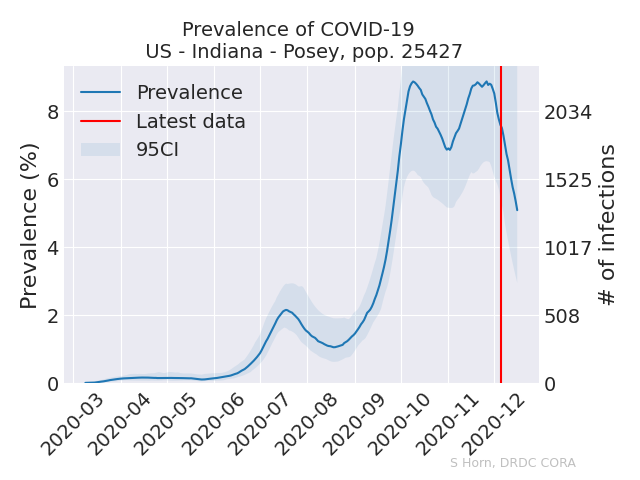 Prevalence of COVID-19
US - Indiana - Posey, pop. 25427
Prevalence
Latest data
95CI
Prevalence (%)
8
6
4
2
0
2034
1525
1017
508
0
# of infections
2020-03
2020-04
2020-05
2020-06
2020-07
2020-08
2020-09
2020-10
2020-11
2020-12
S Horn, DRDC CORA